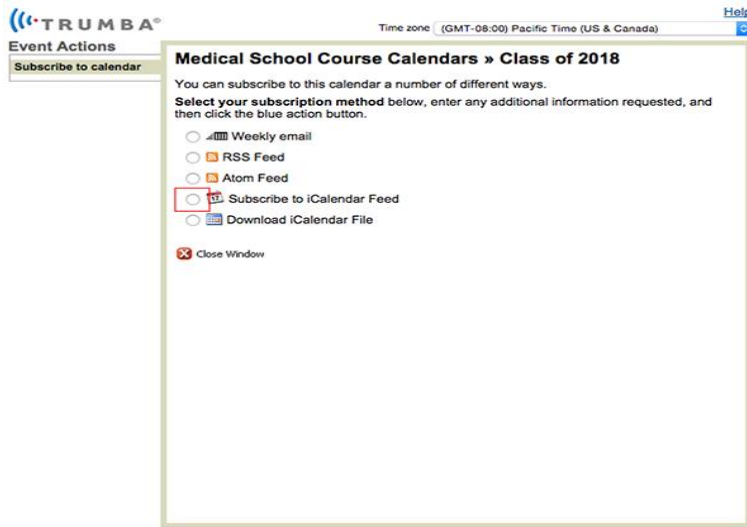 Help
TRUMBA®
Time zone (GMT-08:00) Pacific Time (US & Canada)
Event Actions
Subscribe to calendar
Medical School Course Calendars » Class of 2018
You can subscribe to this calendar a number of different ways.
Select your subscription method below, enter any additional information requested, and
then click the blue action button.
Weekly email
RSS Feed
Atom Feed
Subscribe to iCalendar Feed
Download iCalendar File
Close Window